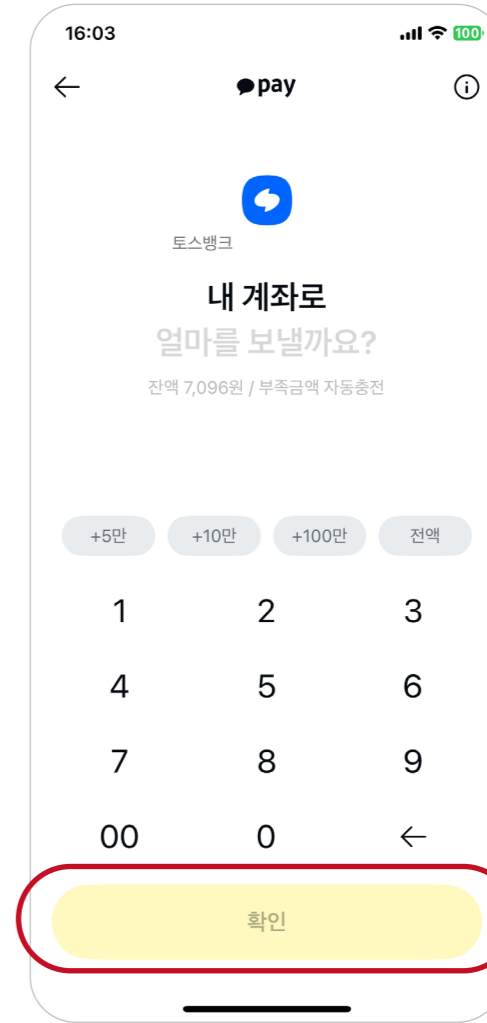 16:03
100
pay
토스뱅크
내 계좌로
얼마를 보낼까요?
잔액 7,096원 / 부족금액 자동충전
+5만 +10만 +100만 전액
1 2 3
4 5 6
7 8 9
00 0 ←
확인